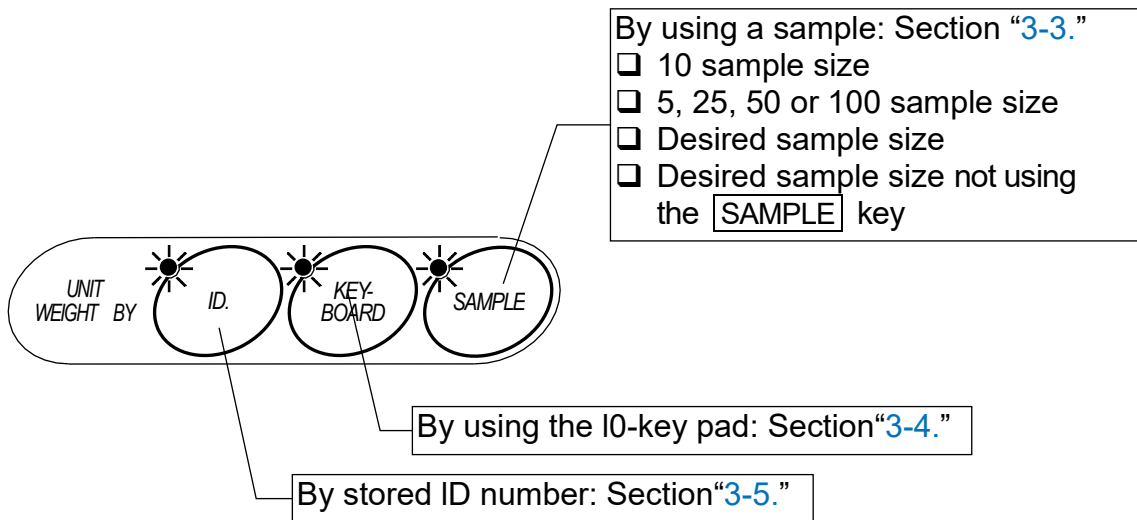 By using a sample: Section “3-3.”
❑ 10 sample size
❑ 5, 25, 50 or 100 sample size
❑ Desired sample size
❑ Desired sample size not using
the SAMPLE key
UNIT
WEIGHT BY
ID.
KEY-
BOARD
SAMPLE
By using the l0-key pad: Section“3-4.”
By stored ID number: Section“3-5.”